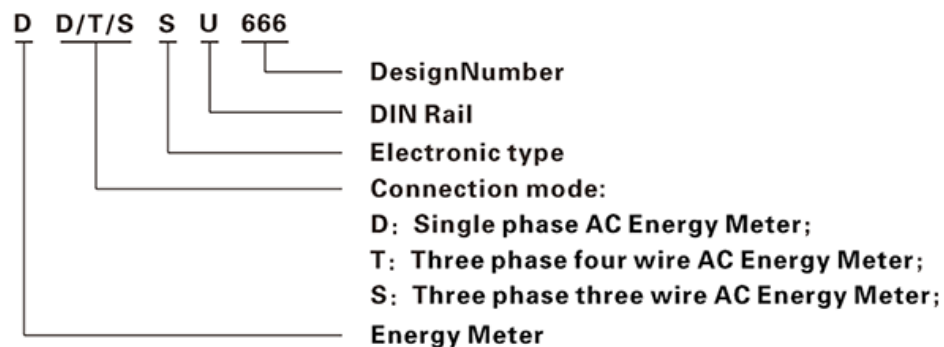 D D/T/S S U 666
DesignNumber
DIN Rail
Electronic type
Connection mode:
D: Single phase AC Energy Meter;
T: Three phase four wire AC Energy Meter;
S: Three phase three wire AC Energy Meter;
Energy Meter